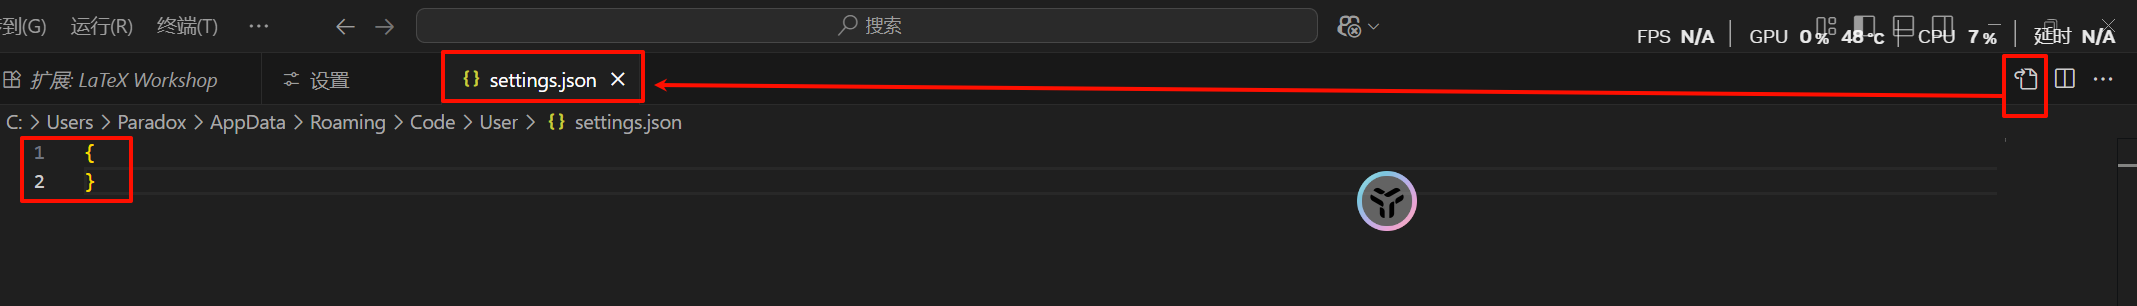 到(G) 运行(R) 终端(T) ··· 搜索
FPS N/A GPU 0% 48°C CPU 7% 延时 N/A
扩展: LaTeX Workshop 设置 {} settings.json ×
C: > Users > Paradox > AppData > Roaming > Code > User > {} settings.json
1 {
2 }